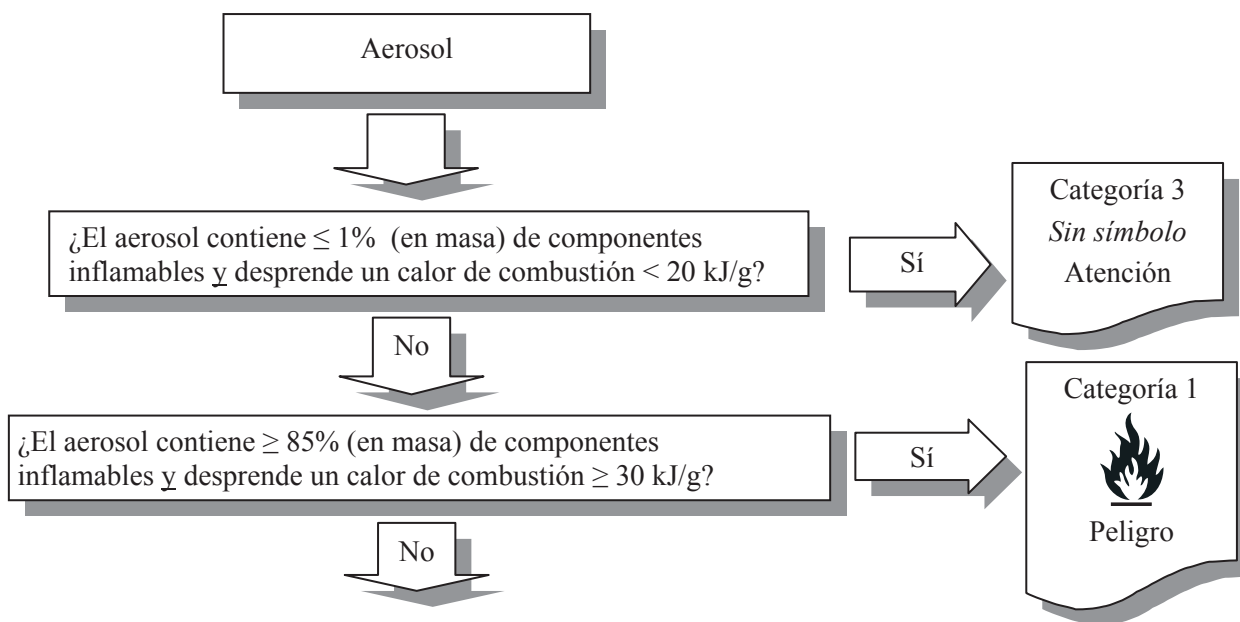 Aerosol
¿El aerosol contiene ≤ 1% (en masa) de componentes
inflamables y desprende un calor de combustión < 20 kJ/g?
Sí
Categoría 3
Sin símbolo
Atención
No
¿El aerosol contiene ≥ 85% (en masa) de componentes
inflamables y desprende un calor de combustión ≥ 30 kJ/g?
Sí
Categoría 1
Peligro
No